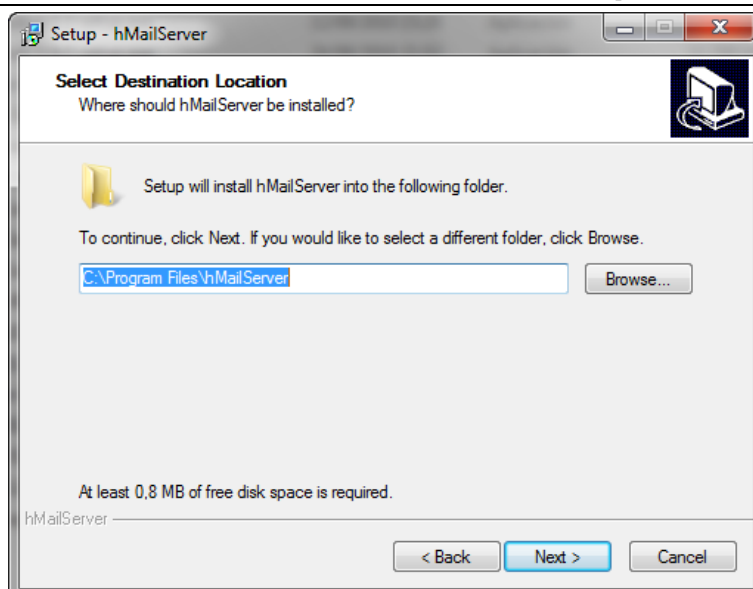 Setup - hMailServer
Select Destination Location
Where should hMailServer be installed?
Setup will install hMailServer into the following folder.
To continue, click Next. If you would like to select a different folder, click Browse.
C:\Program Files\hMailServer
Browse...
At least 0,8 MB of free disk space is required.
hMailServer
< Back
Next >
Cancel